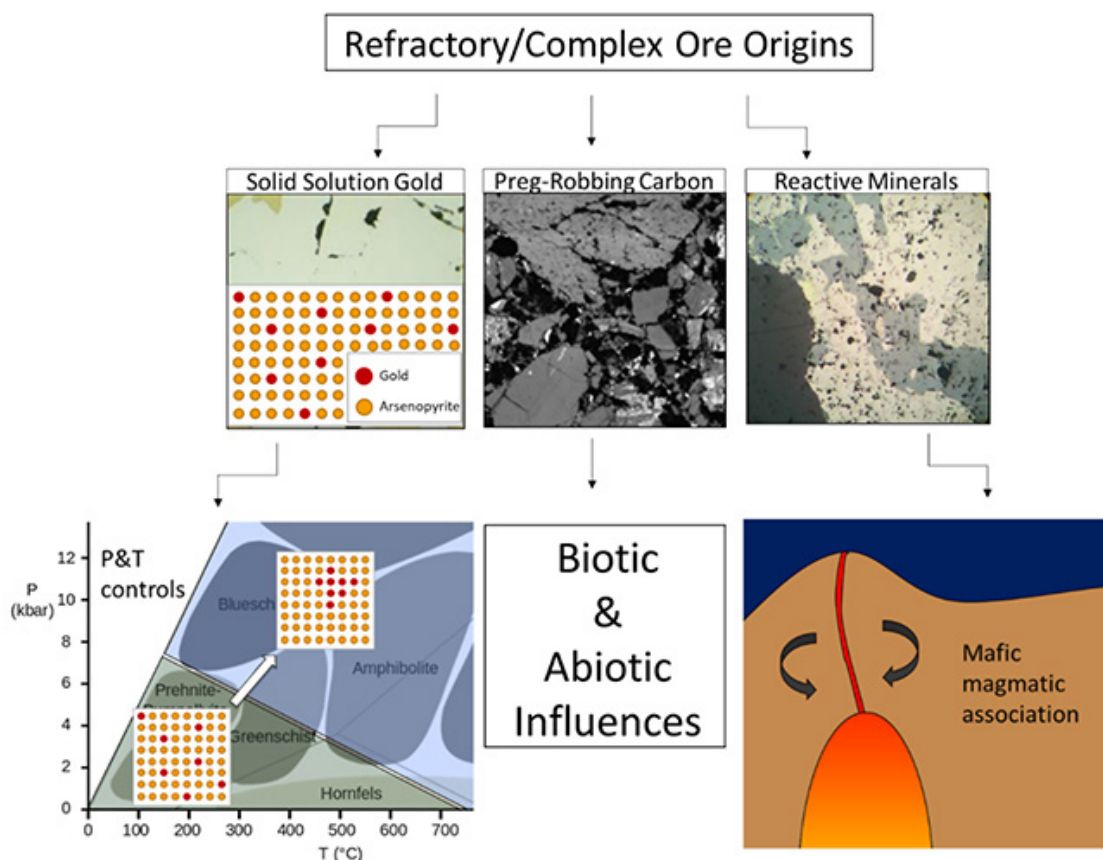 Refractory/Complex Ore Origins
Solid Solution Gold
Preg-Robbing Carbon
Reactive Minerals
Gold
Arsenopyrite
P&T
controls
P
(kbar)
12
10
8
6
4
2
0
Bluesch
Amphibolite
Prehnite-
Greenschist
Hornfels
0 100 200 300 400 500 600 700
T (°C)
Biotic
&
Abiotic
Influences
Mafic
magmatic
association